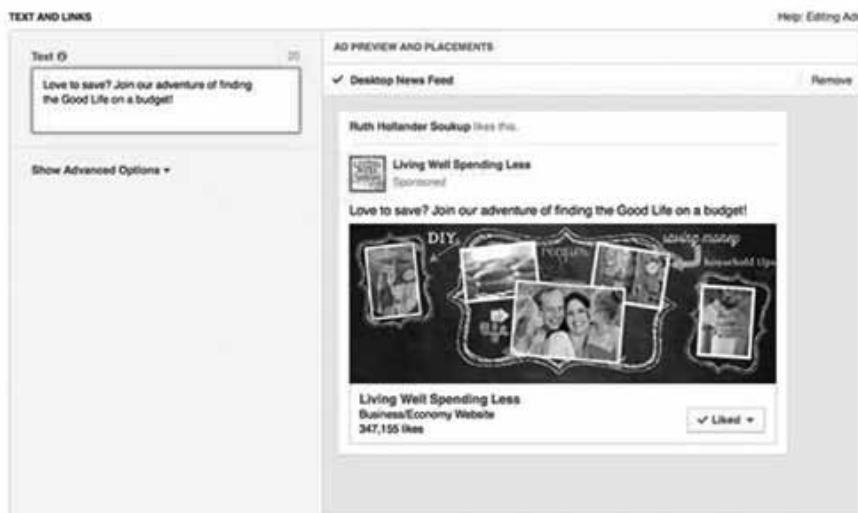 TEXT AND LINKS
Help: Editing Ads
Text
Love to save? Join our adventure of finding
the Good Life on a budget!
Show Advanced Options
AD PREVIEW AND PLACEMENTS
Desktop News Feed
Remove
Ruth Hollander Soukup likes this.
Living Well Spending Less
Sponsored
Love to save? Join our adventure of finding the Good Life on a budget!
DIY
saving money
household tips
Living Well Spending Less
Business/Economy Website
347,155 likes
Liked